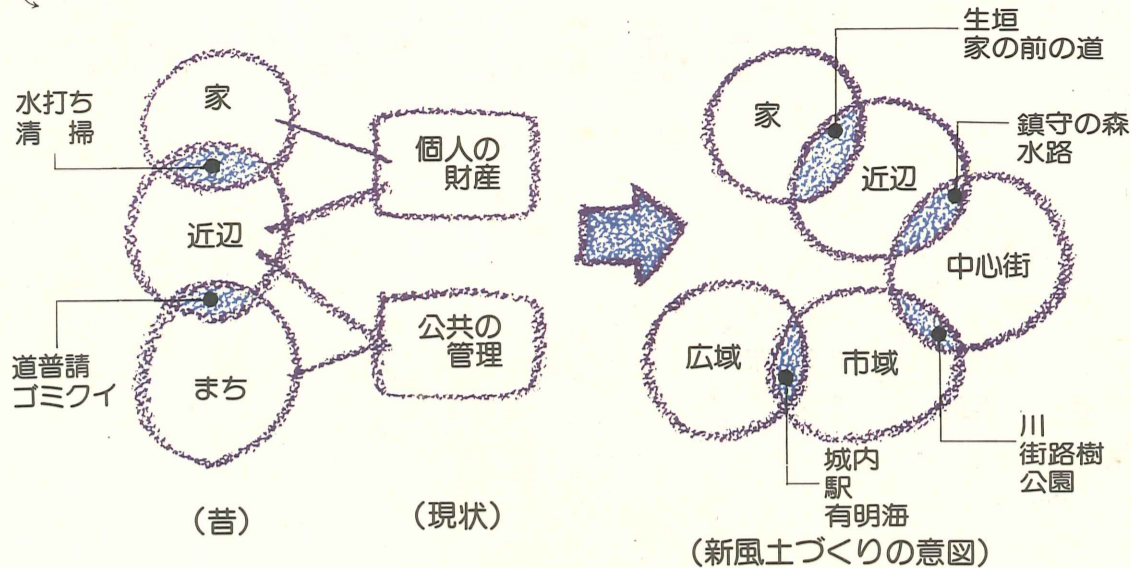 水打ち
清　掃
家
近辺
まち
道普請
ゴミクイ
(昔)
個人の
財産
公共の
管理
(現状)
生垣
家の前の道
家
近辺
鎮守の森
水路
中心街
広域
市域
川
街路樹
公園
城内
駅
有明海
(新風土づくりの意図)